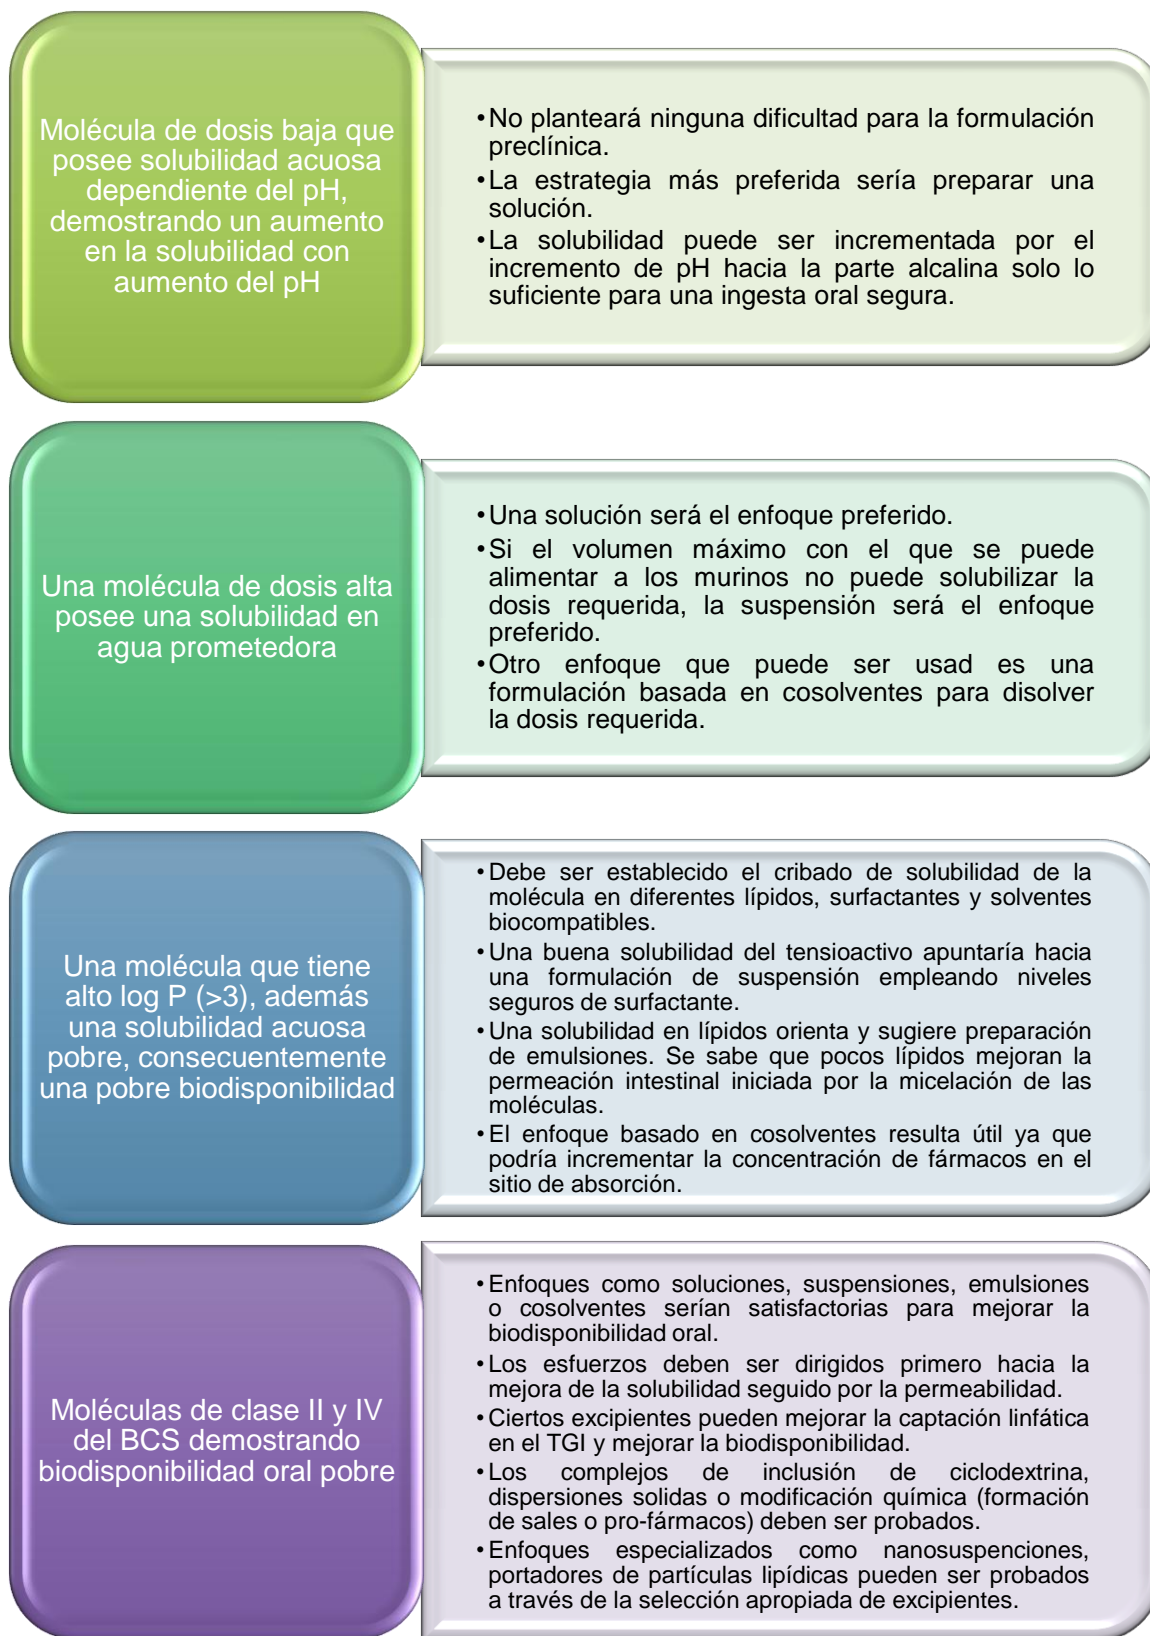 Molécula de dosis baja que
posee solubilidad acuosa
dependiente del pH,
demostrando un aumento
en la solubilidad con
aumento del pH
•No planteará ninguna dificultad para la formulación
preclínica.
•La estrategia más preferida sería preparar una
solución.
•La solubilidad puede ser incrementada por el
incremento de pH hacia la parte alcalina solo lo
suficiente para una ingesta oral segura.
Una molécula de dosis alta
posee una solubilidad en
agua prometedora
•Una solución será el enfoque preferido.
•Si el volumen máximo con el que se puede
alimentar a los murinos no puede solubilizar la
dosis requerida, la suspensión será el enfoque
preferido.
•Otro enfoque que puede ser usad es una
formulación basada en cosolventes para disolver
la dosis requerida.
Una molécula que tiene
alto log P (>3), además
una solubilidad acuosa
pobre, consecuentemente
una pobre biodisponibilidad
•Debe ser establecido el cribado de solubilidad de la
molécula en diferentes lípidos, surfactantes y solventes
biocompatibles.
•Una buena solubilidad del tensioactivo apuntaría hacia
una formulación de suspensión empleando niveles
seguros de surfactante.
•Una solubilidad en lípidos orienta y sugiere preparación
de emulsiones. Se sabe que pocos lípidos mejoran la
permeación intestinal iniciada por la micelación de las
moléculas.
•El enfoque basado en cosolventes resulta útil ya que
podría incrementar la concentración de fármacos en el
sitio de absorción.
Moléculas de clase II y IV
del BCS demostrando
biodisponibilidad oral pobre
•Enfoques como soluciones, suspensiones, emulsiones
o cosolventes serían satisfactorias para mejorar la
biodisponibilidad oral.
•Los esfuerzos deben ser dirigidos primero hacia la
mejora de la solubilidad seguido por la permeabilidad.
•Ciertos excipientes pueden mejorar la captación linfática
en el TGI y mejorar la biodisponibilidad.
•Los complejos de inclusión de ciclodextrina,
dispersiones solidas o modificación química (formación
de sales o pro-fármacos) deben ser probados.
•Enfoques especializados como nanosuspenciones,
portadores de partículas lipídicas pueden ser probados
a través de la selección apropiada de excipientes.